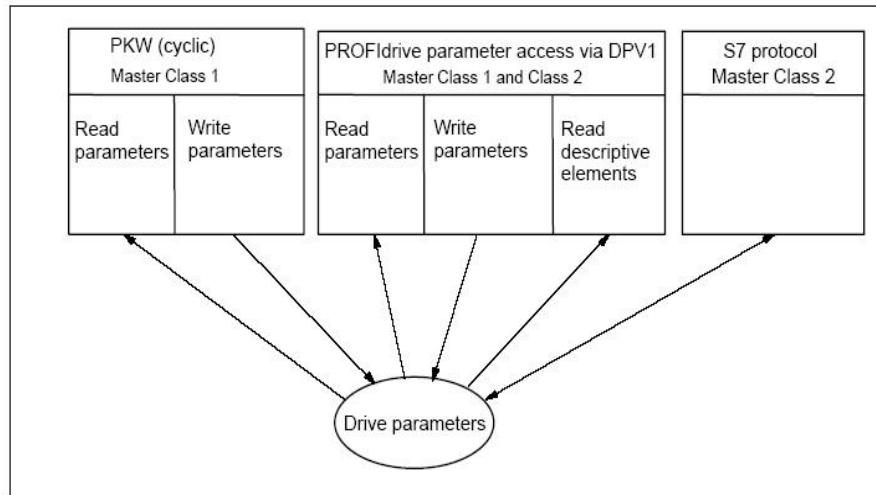 PKW (cyclic)
Master Class 1
Read
parameters
Write
parameters
PROFIdrive parameter access via DPV1
Master Class 1 and Class 2
Read
parameters
Write
parameters
Read
descriptive
elements
S7 protocol
Master Class 2
Drive parameters